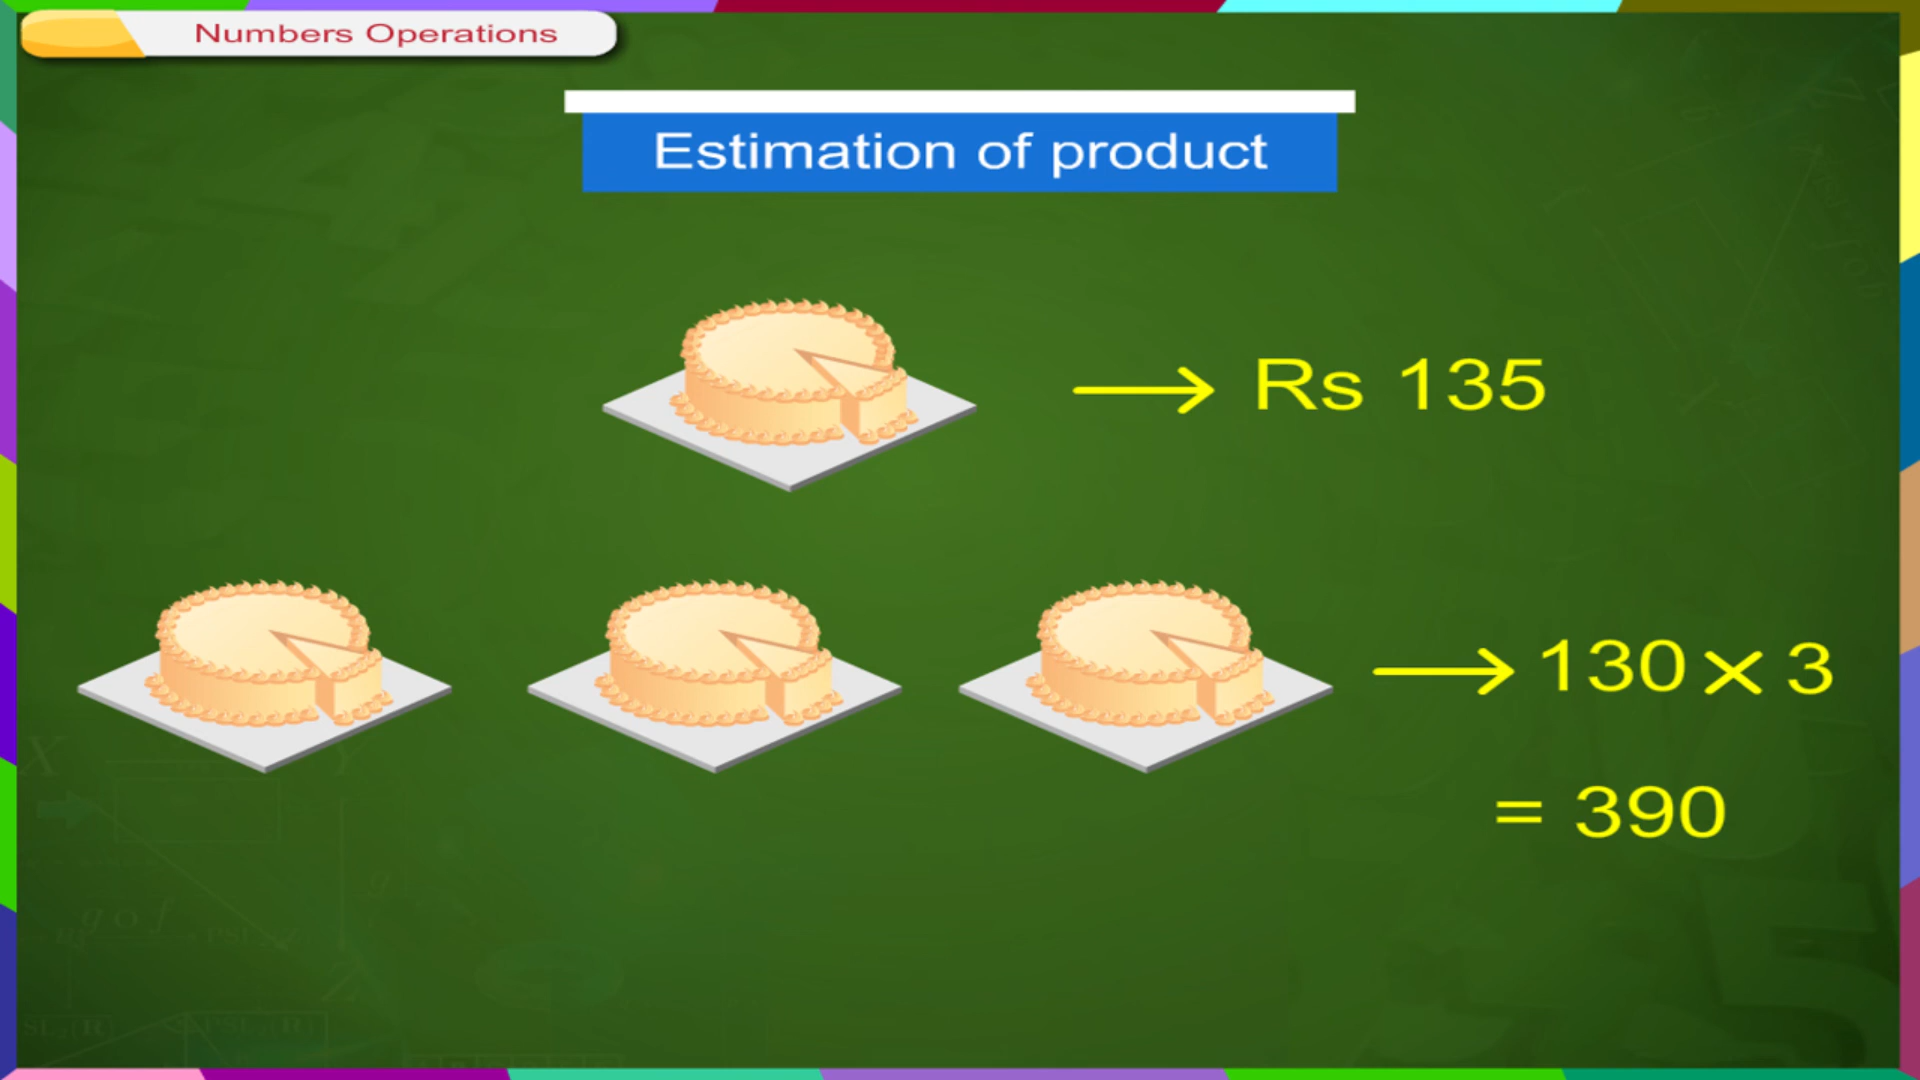 Numbers Operations
Estimation of product
Rs 135
130 × 3
= 390